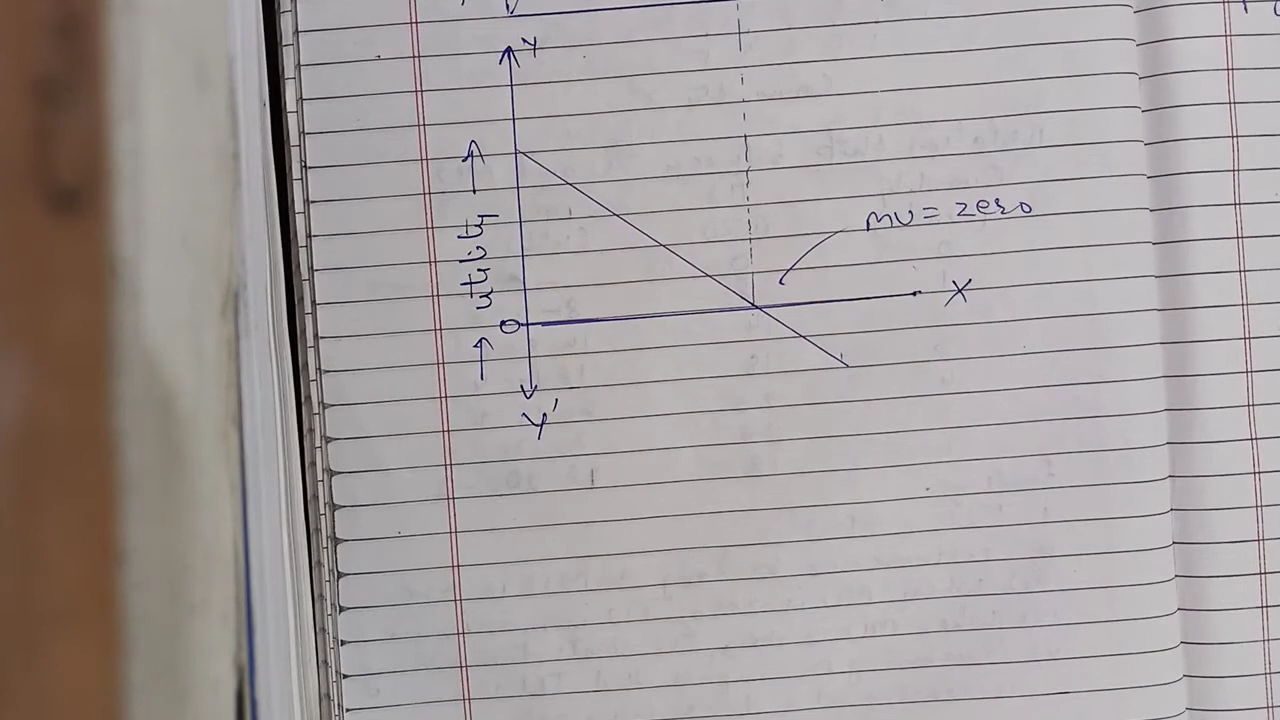 Y
→ utility →
MU = zero
X
O
Y'